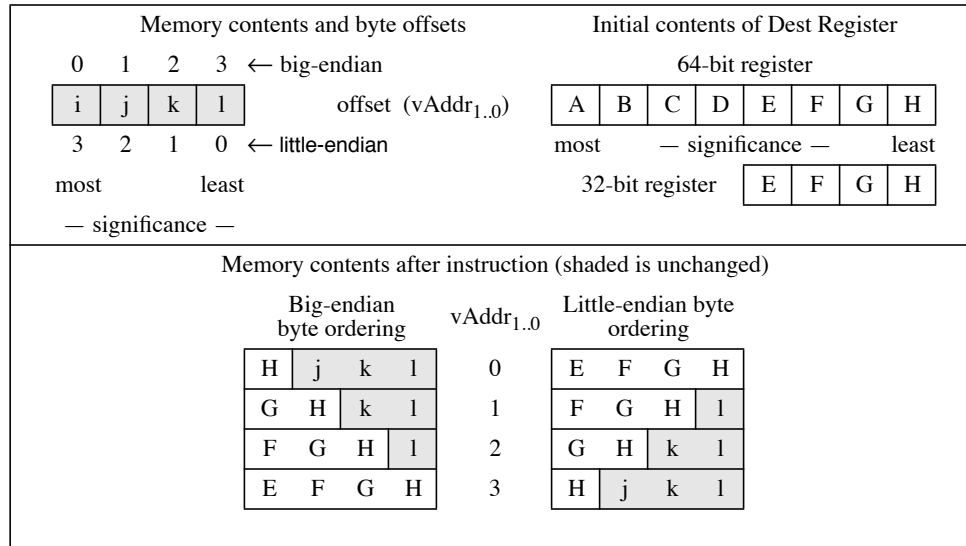 Memory contents and byte offsets
Initial contents of Dest Register
0 1 2 3 ← big-endian
64-bit register
i j k l
offset (vAddr1..0)
A B C D E F G H
3 2 1 0 ← little-endian
most — significance — least
most least
32-bit register E F G H
— significance —
Memory contents after instruction (shaded is unchanged)
Big-endian
byte ordering
vAddr1..0
Little-endian byte
ordering
H j k l 0 E F G H
G H k l 1 F G H l
F G H l 2 G H k l
E F G H 3 H j k l